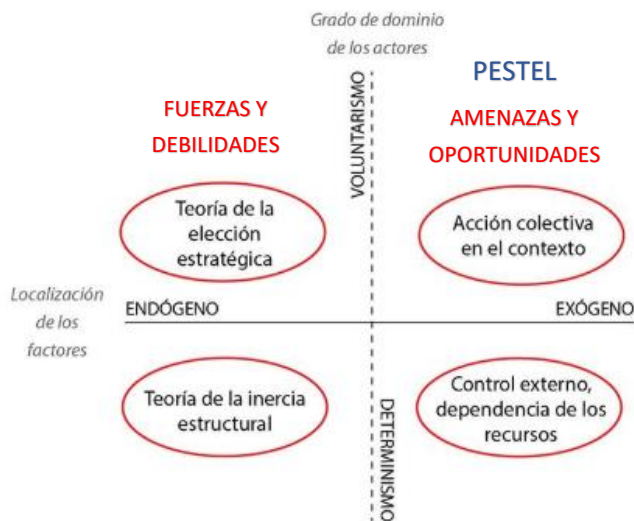 Grado de dominio
de los actores
PESTEL
FUERZAS Y
DEBILIDADES
VOLUNTARISMO
AMENAZAS Y
OPORTUNIDADES
Teoría de la
elección
estratégica
Acción colectiva
en el contexto
Localización
de los
factores
ENDÓGENO
EXÓGENO
Teoría de la inercia
estructural
DETERMINISMO
Control externo,
dependencia de los
recursos